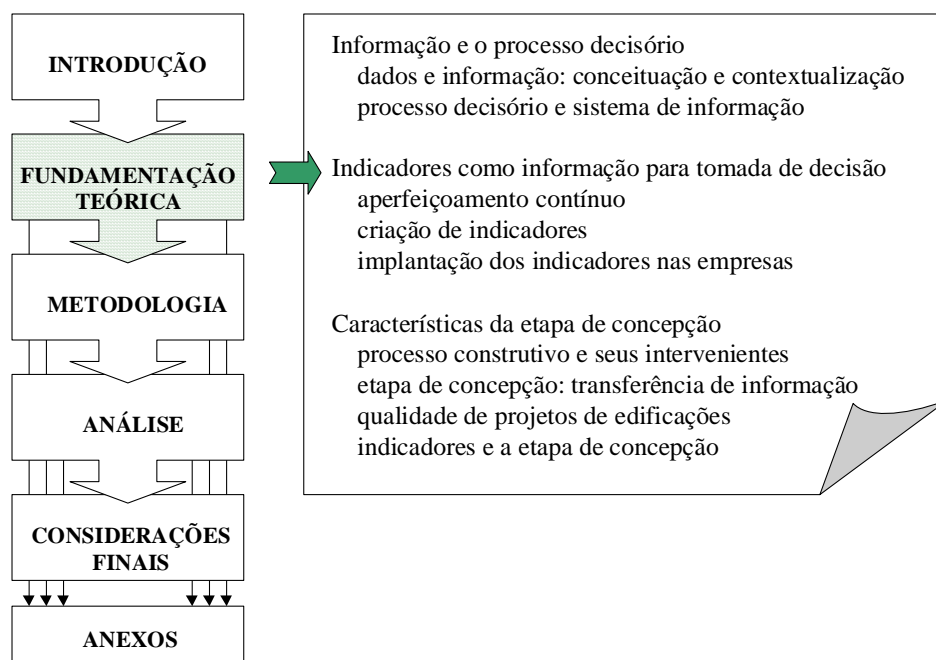 INTRODUÇÃO
FUNDAMENTAÇÃO
TEÓRICA
METODOLOGIA
ANÁLISE
CONSIDERAÇÕES
FINAIS
ANEXOS
Informação e o processo decisório
dados e informação: conceituação e contextualização
processo decisório e sistema de informação
Indicadores como informação para tomada de decisão
aperfeiçoamento contínuo
criação de indicadores
implantação dos indicadores nas empresas
Características da etapa de concepção
processo construtivo e seus intervenientes
etapa de concepção: transferência de informação
qualidade de projetos de edificações
indicadores e a etapa de concepção